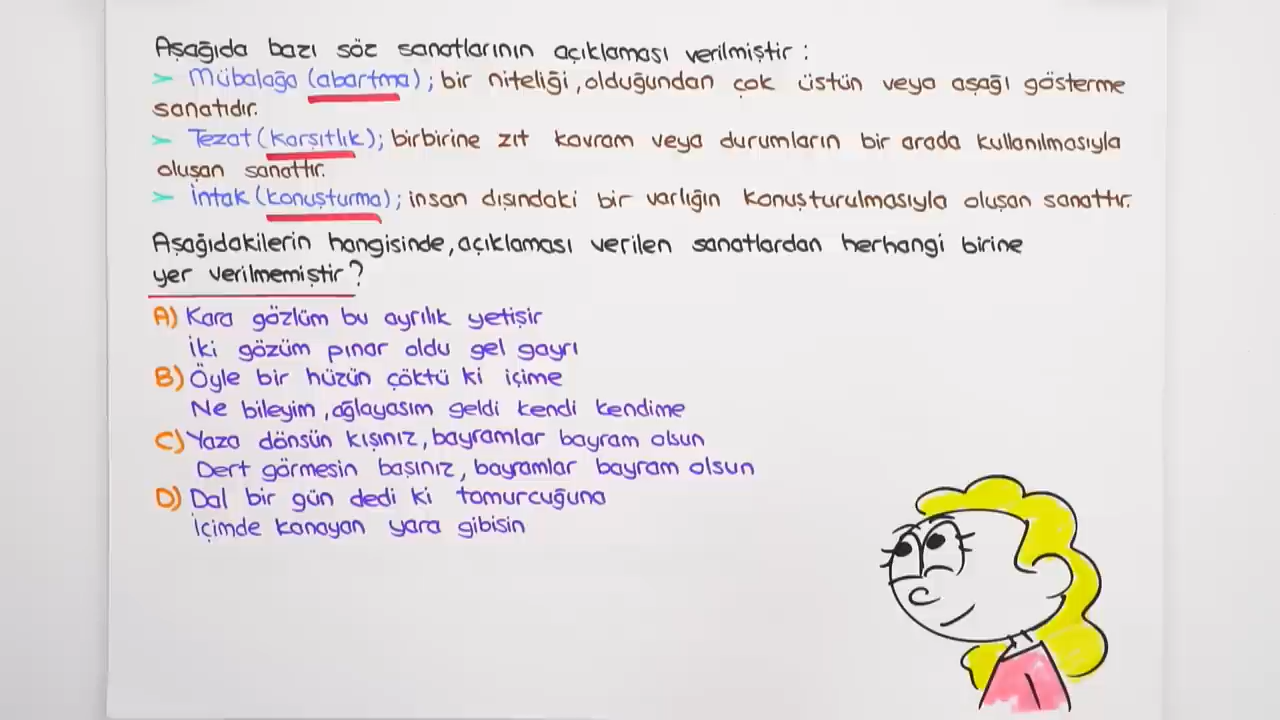 Aşağıda bazı söz sanatlarının açıklaması verilmiştir :
➤ Mübalağa (abartma) ; bir niteliği , olduğundan çok üstün veya aşağı gösterme
sanatıdır.
➤ Tezat (karşıtlık) ; birbirine zıt kavram veya durumların bir arada kullanılmasıyla
oluşan sanattır.
➤ İntak (konuşturma) ; insan dışındaki bir varlığın konuşturulmasıyla oluşan sanattır.
Aşağıdakilerin hangisinde , açıklaması verilen sanatlardan herhangi birine
yer verilmemiştir ?
A) Kara gözlüm bu ayrılık yetişir
İki gözüm pınar oldu gel gayrı
B) Öyle bir hüzün çöktü ki içime
Ne bileyim , ağlayasım geldi kendi kendime
C) Yaza dönsün kışınız , bayramlar bayram olsun
Dert görmesin başınız , bayramlar bayram olsun
D) Dal bir gün dedi ki tomurcuğuna
İçimde kanayan yara gibisin